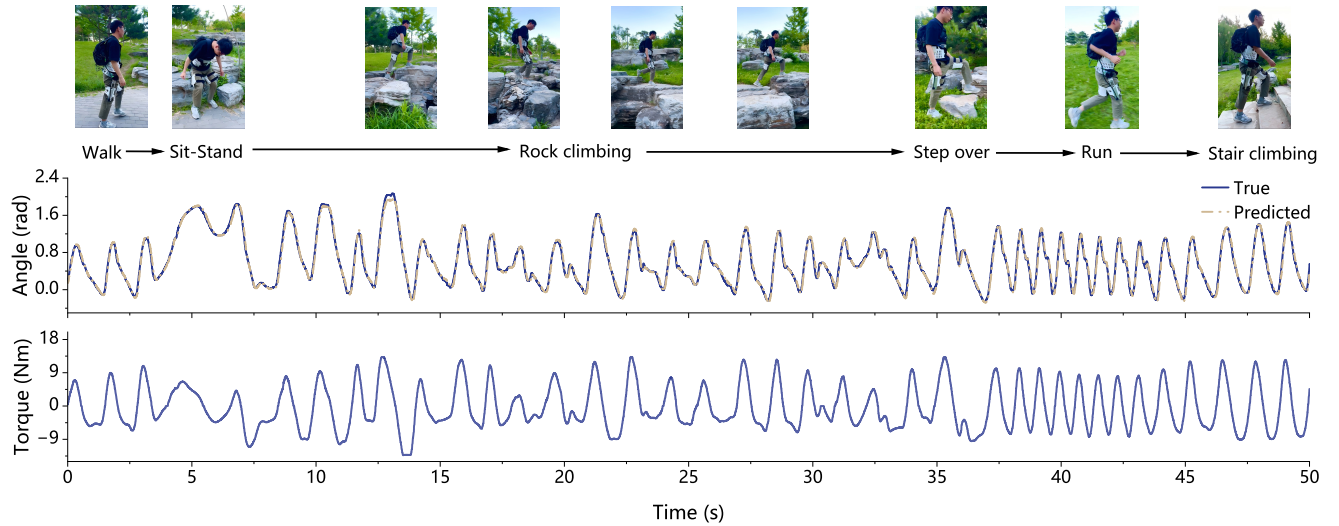 Walk Sit-Stand Rock climbing Step over Run Stair climbing
True
Predicted
Angle (rad)
2.4
1.6
0.8
0.0
Torque (Nm)
18
9
0
−9
0 5 10 15 20 25 30 35 40 45 50
Time (s)